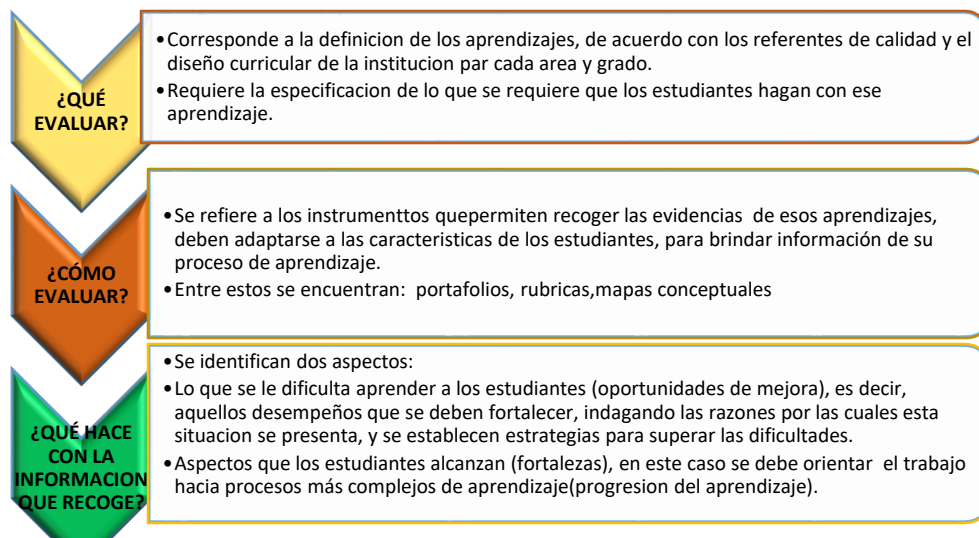 ¿QUÉ
EVALUAR?
•Corresponde a la definicion de los aprendizajes, de acuerdo con los referentes de calidad y el
diseño curricular de la institucion par cada area y grado.
•Requiere la especificacion de lo que se requiere que los estudiantes hagan con ese
aprendizaje.
¿CÓMO
EVALUAR?
•Se refiere a los instrumenttos quepermiten recoger las evidencias de esos aprendizajes,
deben adaptarse a las caracteristicas de los estudiantes, para brindar información de su
proceso de aprendizaje.
•Entre estos se encuentran: portafolios, rubricas,mapas conceptuales
¿QUÉ HACE
CON LA
INFORMACION
QUE RECOGE?
•Se identifican dos aspectos:
•Lo que se le dificulta aprender a los estudiantes (oportunidades de mejora), es decir,
aquellos desempeños que se deben fortalecer, indagando las razones por las cuales esta
situacion se presenta, y se establecen estrategias para superar las dificultades.
•Aspectos que los estudiantes alcanzan (fortalezas), en este caso se debe orientar el trabajo
hacia procesos más complejos de aprendizaje(progresion del aprendizaje).